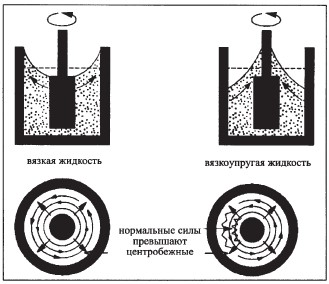 вязкая жидкость
вязкоупругая жидкость
нормальные силы
превышают
центробежные